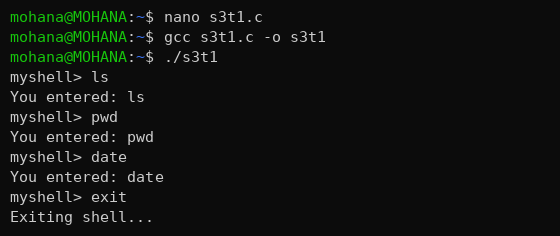 mohana@MOHANA:~$ nano s3t1.c
mohana@MOHANA:~$ gcc s3t1.c -o s3t1
mohana@MOHANA:~$ ./s3t1
myshell> ls
You entered: ls
myshell> pwd
You entered: pwd
myshell> date
You entered: date
myshell> exit
Exiting shell...